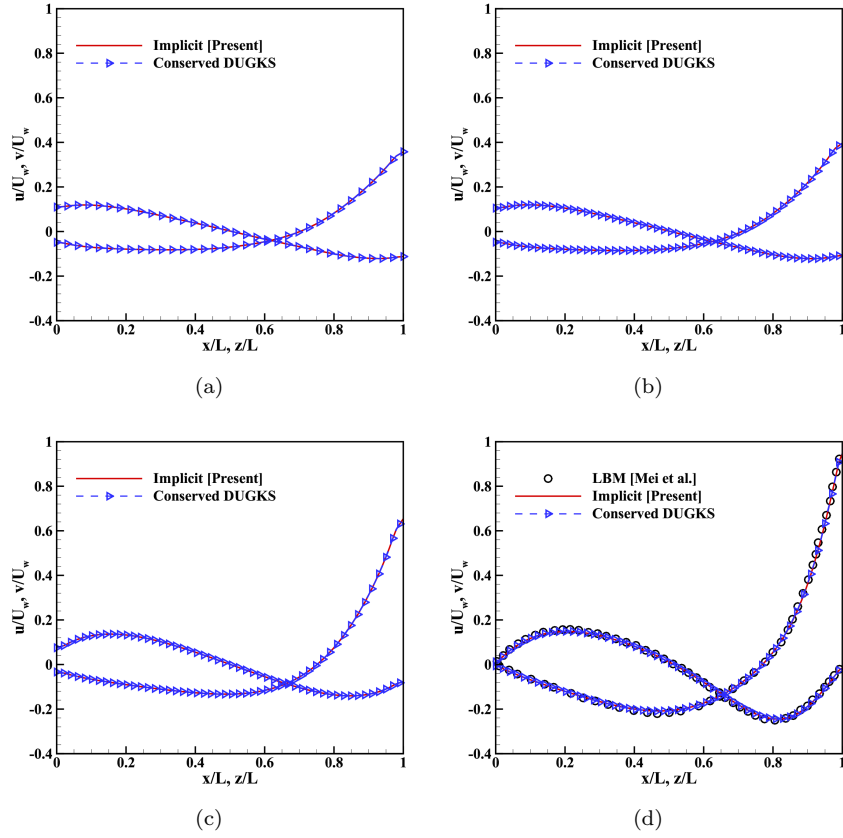 1
0.8
0.6
0.4
0.2
0
-0.2
-0.4
u/U_w, v/U_w
Implicit [Present]
Conserved DUGKS
0 0.2 0.4 0.6 0.8 1
x/L, z/L
(a)
1
0.8
0.6
0.4
0.2
0
-0.2
-0.4
u/U_w, v/U_w
Implicit [Present]
Conserved DUGKS
0 0.2 0.4 0.6 0.8 1
x/L, z/L
(b)
1
0.8
0.6
0.4
0.2
0
-0.2
-0.4
u/U_w, v/U_w
Implicit [Present]
Conserved DUGKS
0 0.2 0.4 0.6 0.8 1
x/L, z/L
(c)
1
0.8
0.6
0.4
0.2
0
-0.2
-0.4
u/U_w, v/U_w
LBM [Mei et al.]
Implicit [Present]
Conserved DUGKS
0 0.2 0.4 0.6 0.8 1
x/L, z/L
(d)